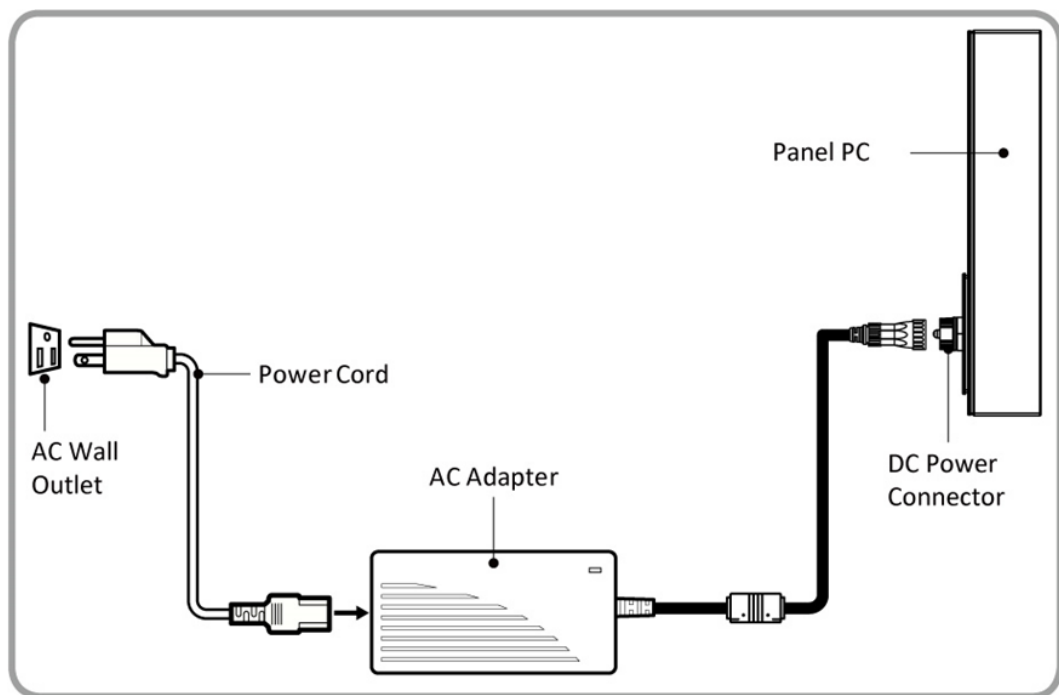 Panel PC
Power Cord
AC Wall
Outlet
AC Adapter
DC Power
Connector